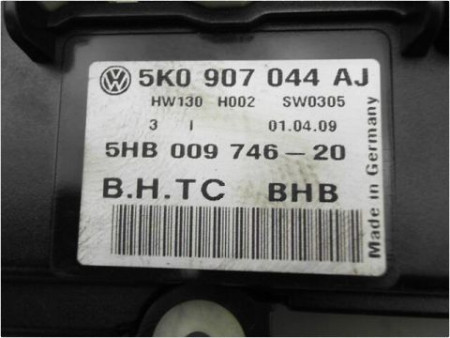 5K0 907 044 AJ
HW130 H002 SW0305
3 I 01.04.09
5HB 009 746-20
B.H.TC BHB
Made in Germany